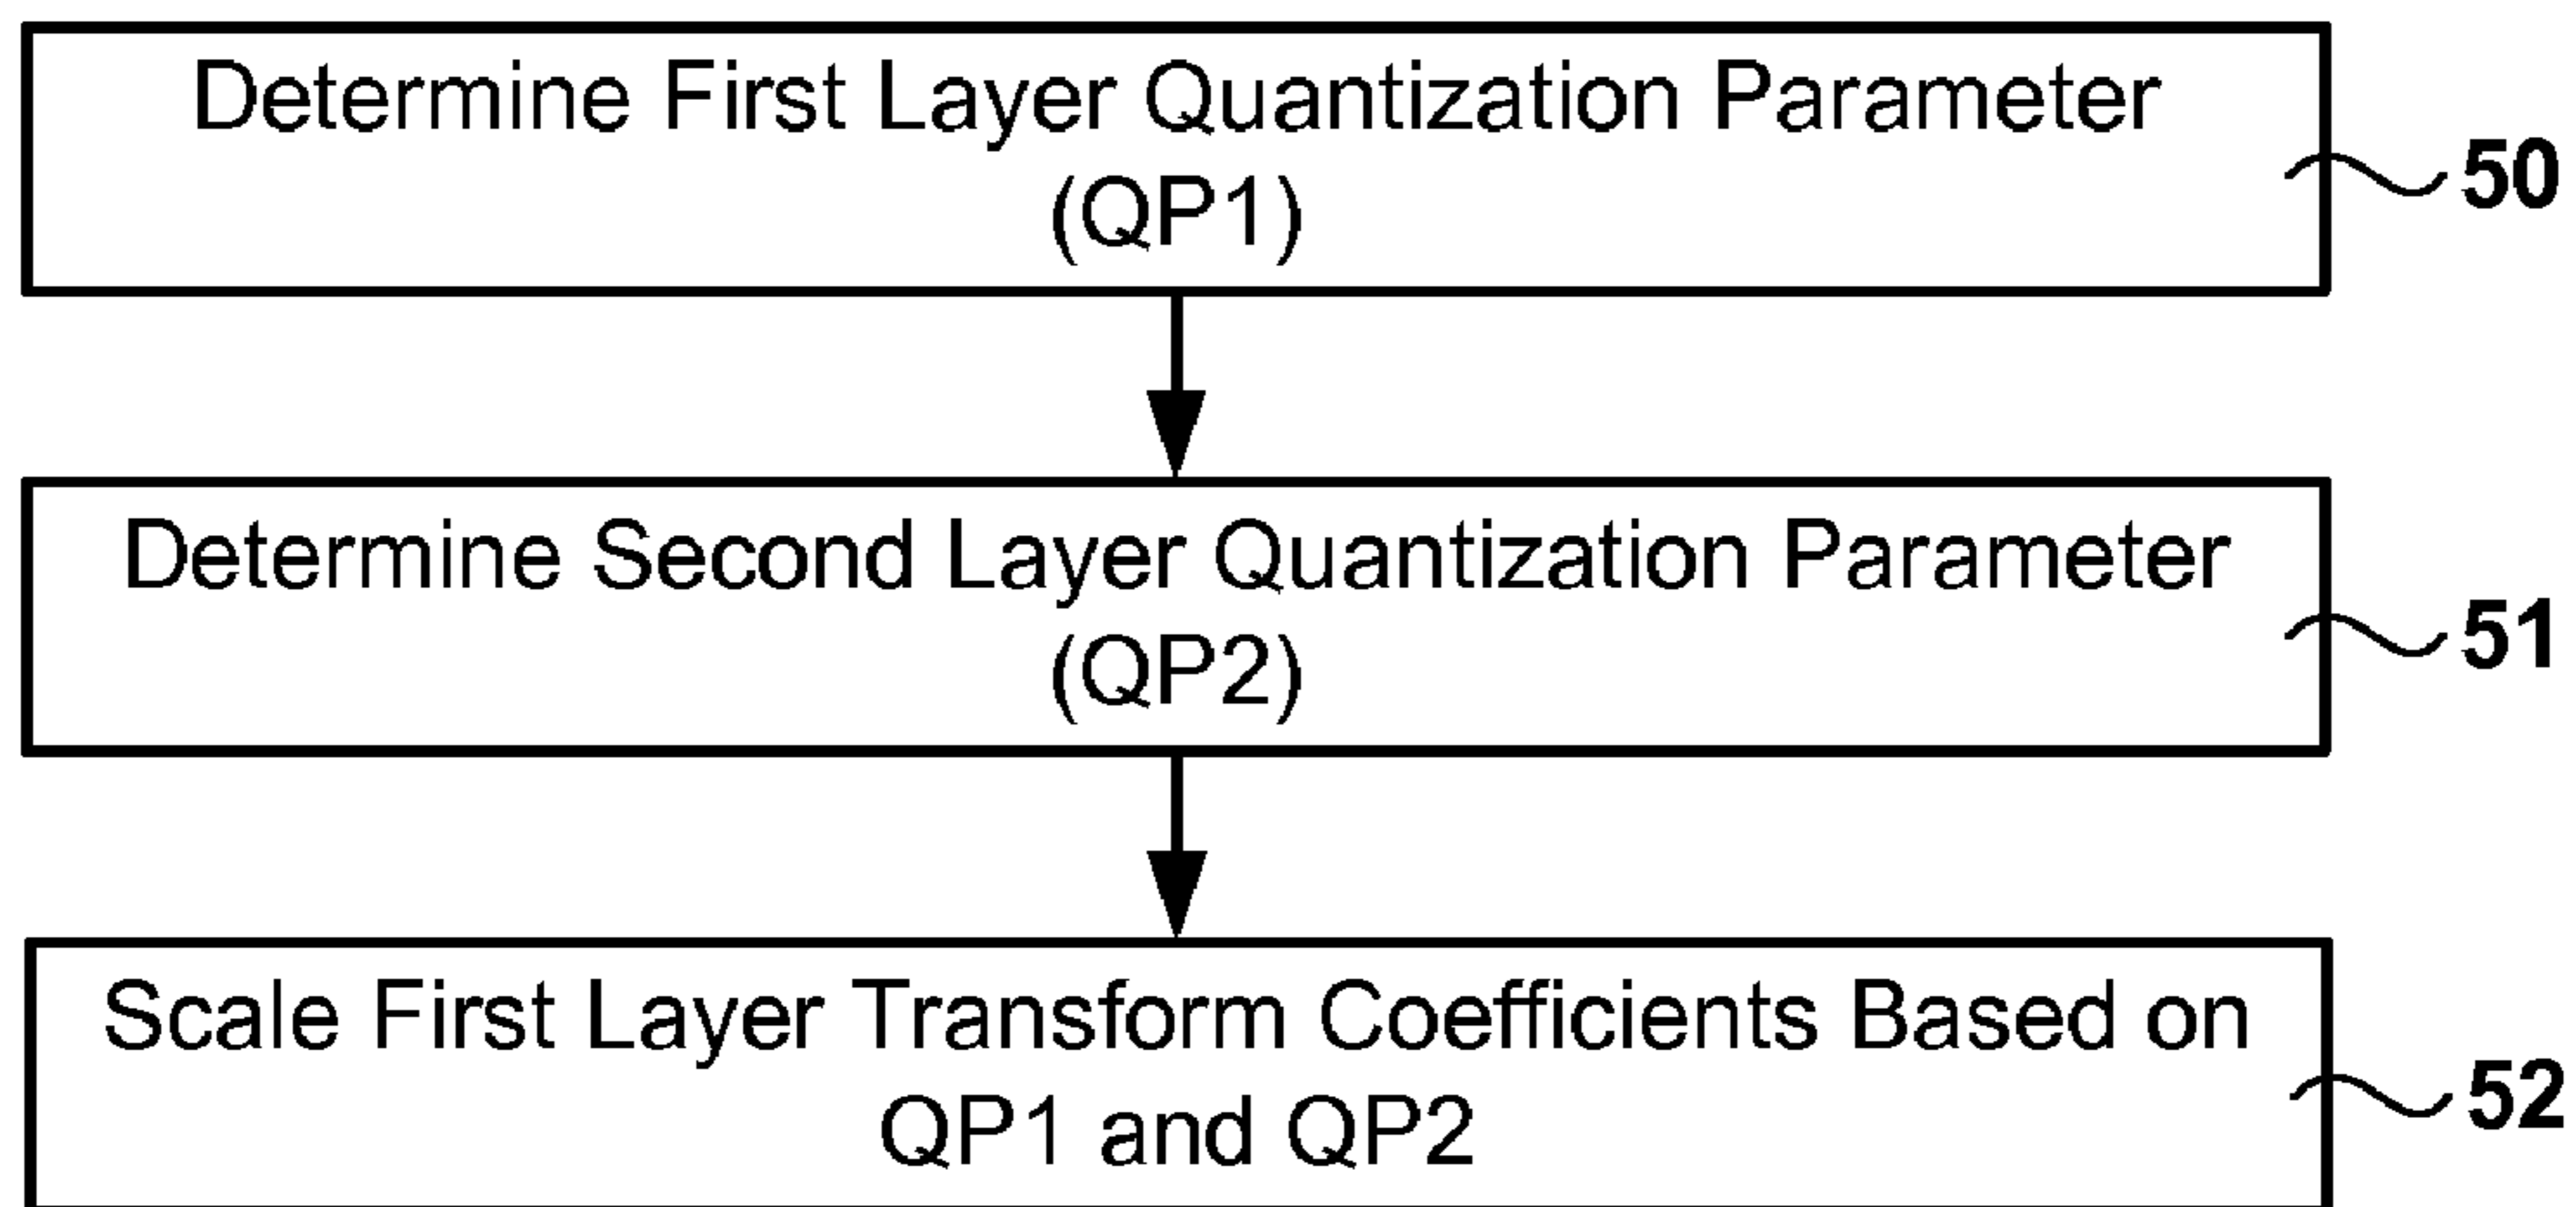 Determine First Layer Quantization Parameter
(QP1)
50
Determine Second Layer Quantization Parameter
(QP2)
51
Scale First Layer Transform Coefficients Based on
QP1 and QP2
52